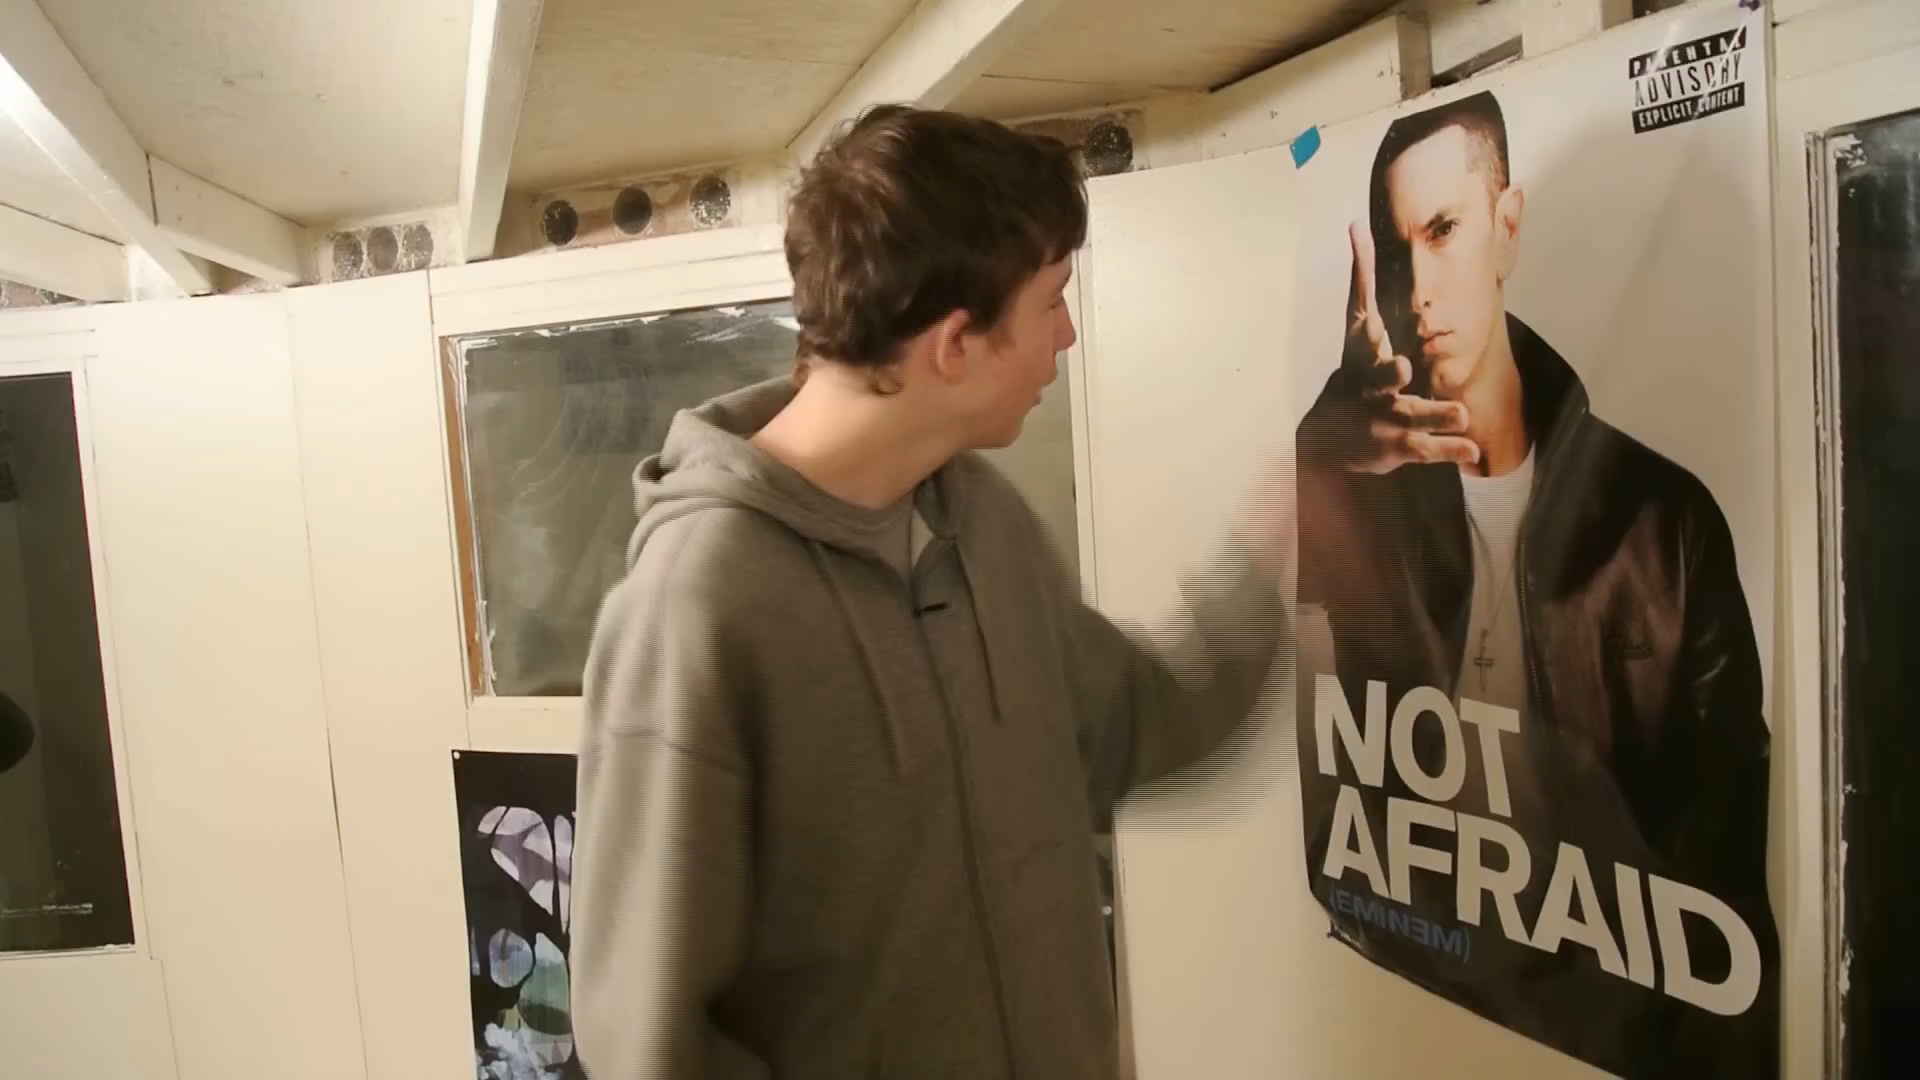 PARENTAL
ADVISORY
EXPLICIT CONTENT
NOT
AFRAID
(EMINƎM)